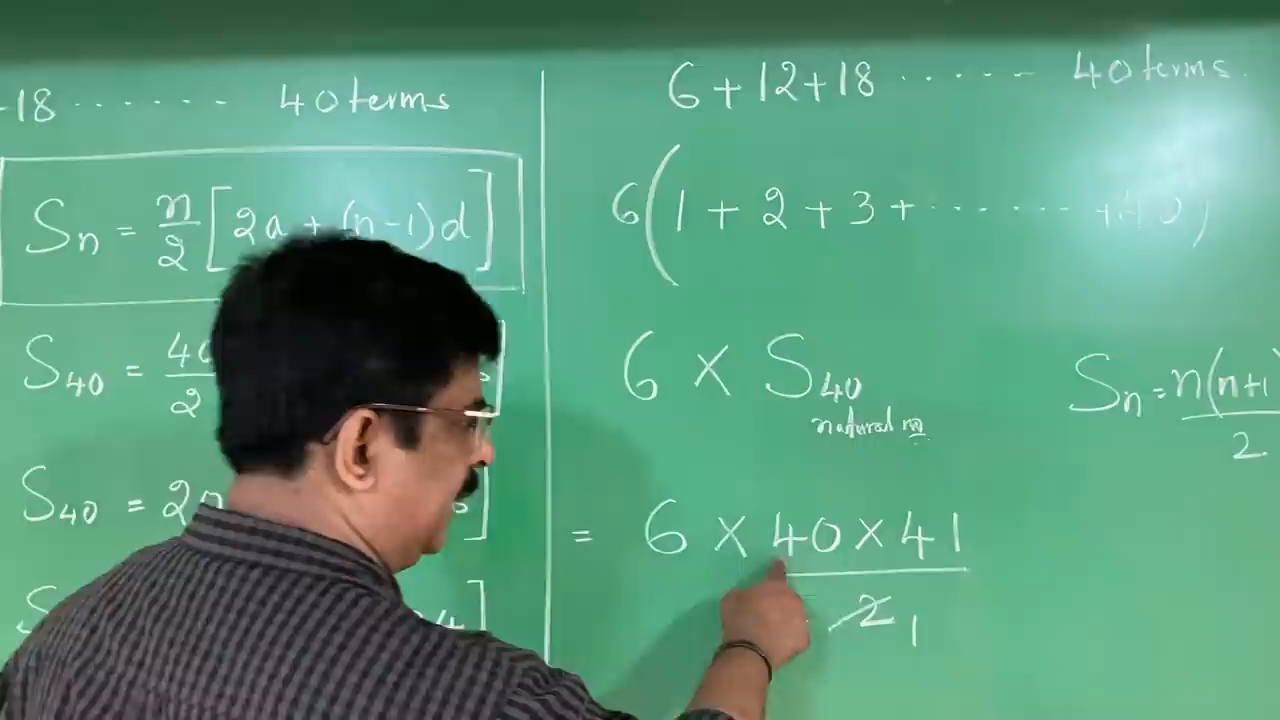 -18 ...... 40 terms
Sn = n/2 [2a + (n-1)d]
S40 =
2
S40 = 2
S
6+12+18 ...... 40 terms
6(1 + 2 + 3 + ...... +40)
6 × S40
natural no
Sn = n(n+1)
2
= 6 × 40 × 41
2 1